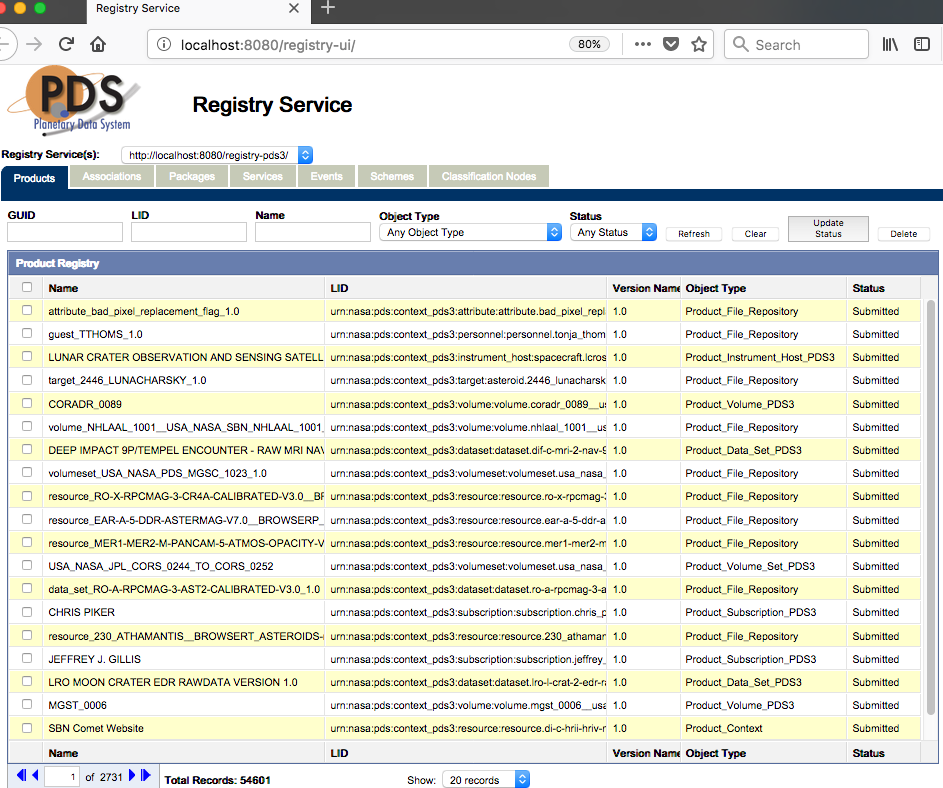 Registry Service
localhost:8080/registry-ui/ 80% Search
PDS
Planetary Data System
Registry Service
Registry Service(s): http://localhost:8080/registry-pds3/
Products Associations Packages Services Events Schemes Classification Nodes
GUID LID Name Object Type Status
Any Object Type Any Status Refresh Clear Update Status Delete
Product Registry
Name LID Version Name Object Type Status
attribute_bad_pixel_replacement_flag_1.0 urn:nasa:pds:context_pds3:attribute:attribute.bad_pixel_repl 1.0 Product_File_Repository Submitted
guest_TTHOMS_1.0 urn:nasa:pds:context_pds3:personnel:personnel.tonja_thom 1.0 Product_File_Repository Submitted
LUNAR CRATER OBSERVATION AND SENSING SATELL urn:nasa:pds:context_pds3:instrument_host:spacecraft.lcros 1.0 Product_Instrument_Host_PDS3 Submitted
target_2446_LUNACHARSKY_1.0 urn:nasa:pds:context_pds3:target:asteroid.2446_lunacharsk 1.0 Product_File_Repository Submitted
CORADR_0089 urn:nasa:pds:context_pds3:volume:volume.coradr_0089__us 1.0 Product_Volume_PDS3 Submitted
volume_NHLAAL_1001__USA_NASA_SBN_NHLAAL_1001_ urn:nasa:pds:context_pds3:volume:volume.nhlaal_1001__us 1.0 Product_File_Repository Submitted
DEEP IMPACT 9P/TEMPEL ENCOUNTER - RAW MRI NAV urn:nasa:pds:context_pds3:dataset:dataset.dif-c-mri-2-nav-9 1.0 Product_Data_Set_PDS3 Submitted
volumeset_USA_NASA_PDS_MGSC_1023_1.0 urn:nasa:pds:context_pds3:volumeset:volumeset.usa_nasa_ 1.0 Product_File_Repository Submitted
resource_RO-X-RPCMAG-3-CR4A-CALIBRATED-V3.0__BF urn:nasa:pds:context_pds3:resource:resource.ro-x-rpcmag-3 1.0 Product_File_Repository Submitted
resource_EAR-A-5-DDR-ASTERMAG-V7.0__BROWSERP_ urn:nasa:pds:context_pds3:resource:resource.ear-a-5-ddr-a 1.0 Product_File_Repository Submitted
resource_MER1-MER2-M-PANCAM-5-ATMOS-OPACITY-V urn:nasa:pds:context_pds3:resource:resource.mer1-mer2-m 1.0 Product_File_Repository Submitted
USA_NASA_JPL_CORS_0244_TO_CORS_0252 urn:nasa:pds:context_pds3:volumeset:volumeset.usa_nasa_ 1.0 Product_Volume_Set_PDS3 Submitted
data_set_RO-A-RPCMAG-3-AST2-CALIBRATED-V3.0_1.0 urn:nasa:pds:context_pds3:dataset:dataset.ro-a-rpcmag-3-a 1.0 Product_File_Repository Submitted
CHRIS PIKER urn:nasa:pds:context_pds3:subscription:subscription.chris_p 1.0 Product_Subscription_PDS3 Submitted
resource_230_ATHAMANTIS__BROWSERT_ASTEROIDS- urn:nasa:pds:context_pds3:resource:resource.230_athaman 1.0 Product_File_Repository Submitted
JEFFREY J. GILLIS urn:nasa:pds:context_pds3:subscription:subscription.jeffrey_ 1.0 Product_Subscription_PDS3 Submitted
LRO MOON CRATER EDR RAWDATA VERSION 1.0 urn:nasa:pds:context_pds3:dataset:dataset.lro-l-crat-2-edr-ra 1.0 Product_Data_Set_PDS3 Submitted
MGST_0006 urn:nasa:pds:context_pds3:volume:volume.mgst_0006__usa 1.0 Product_Volume_PDS3 Submitted
SBN Comet Website urn:nasa:pds:context_pds3:resource:resource.di-c-hrii-hriv-r 1.0 Product_Context Submitted
Name LID Version Name Object Type Status
1 of 2731 Total Records: 54601 Show: 20 records